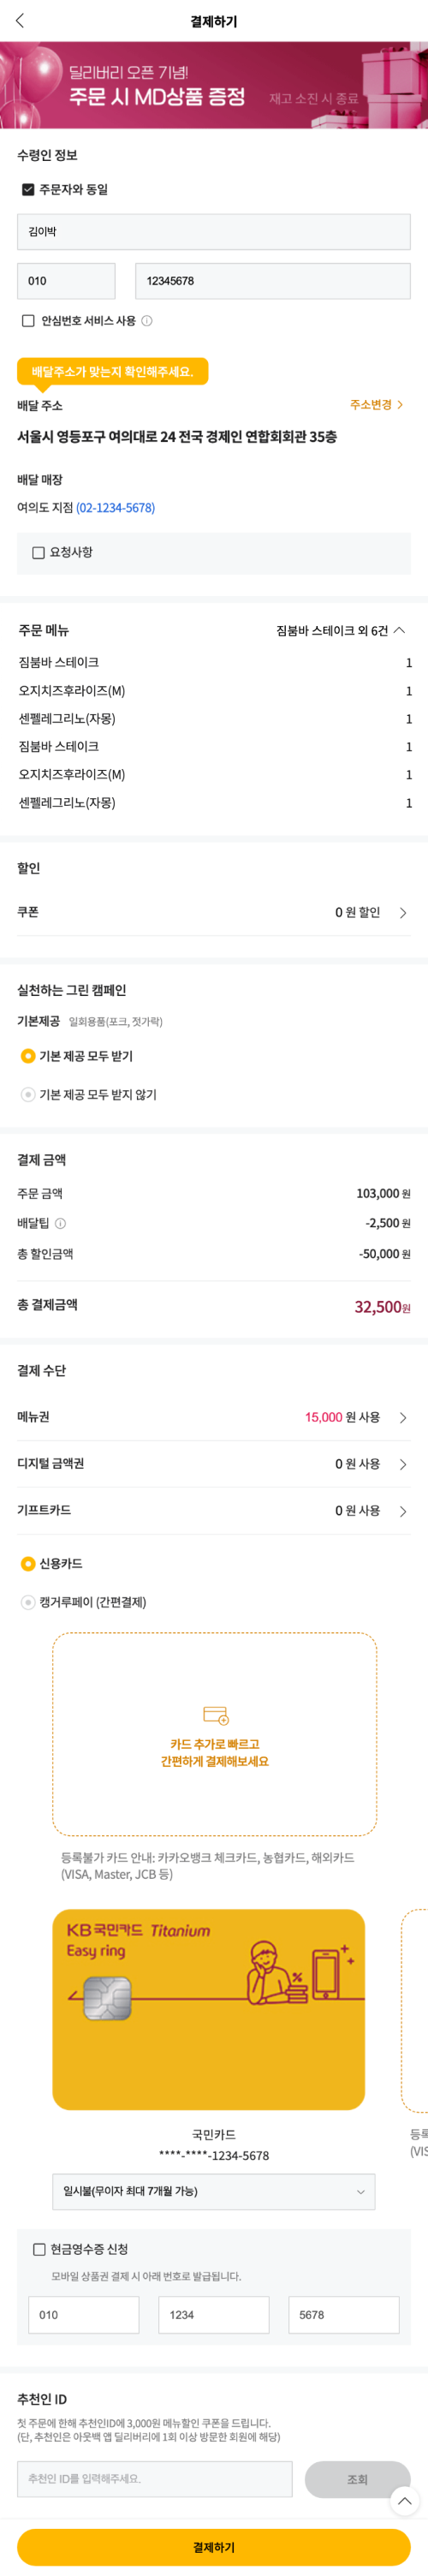 결제하기
딜리버리 오픈 기념!
주문 시 MD상품 증정 재고 소진 시 종료
수령인 정보
주문자와 동일
김이박
010 12345678
안심번호 서비스 사용
배달주소가 맞는지 확인해주세요.
배달 주소 주소변경
서울시 영등포구 여의대로 24 전국 경제인 연합회회관 35층
배달 매장
여의도 지점 (02-1234-5678)
요청사항
주문 메뉴 짐붐바 스테이크 외 6건
짐붐바 스테이크 1
오지치즈후라이즈(M) 1
센펠레그리노(자몽) 1
짐붐바 스테이크 1
오지치즈후라이즈(M) 1
센펠레그리노(자몽) 1
할인
쿠폰 0 원 할인
실천하는 그린 캠페인
기본제공 일회용품(포크, 젓가락)
기본 제공 모두 받기
기본 제공 모두 받지 않기
결제 금액
주문 금액 103,000 원
배달팁 -2,500 원
총 할인금액 -50,000 원
총 결제금액 32,500원
결제 수단
메뉴권 15,000 원 사용
디지털 금액권 0 원 사용
기프트카드 0 원 사용
신용카드
캥거루페이 (간편결제)
카드 추가로 빠르고
간편하게 결제해보세요
등록불가 카드 안내: 카카오뱅크 체크카드, 농협카드, 해외카드
(VISA, Master, JCB 등)
KB국민카드 Titanium
Easy ring
국민카드
등록
****-****-1234-5678
(VIS
일시불(무이자 최대 7개월 가능)
현금영수증 신청
모바일 상품권 결제 시 아래 번호로 발급됩니다.
010 1234 5678
추천인 ID
첫 주문에 한해 추천인ID에 3,000원 메뉴할인 쿠폰을 드립니다.
(단, 추천인은 아웃백 앱 딜리버리에 1회 이상 방문한 회원에 해당)
추천인 ID를 입력해주세요. 조회
결제하기